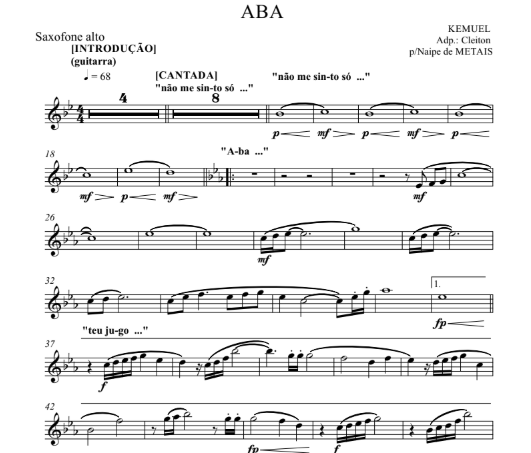 ABA
KEMUEL
Saxofone alto
Adp.: Cleiton
[INTRODUÇÃO]
p/Naipe de METAIS
(guitarra)
♩ = 68
[CANTADA]
"não me sin-to só ..."
"não me sin-to só ..."
4
4
4
8
p mf p mf p
18
"A-ba ..."
mf p mf mf
26
mf
32
1.
fp
"teu ju-go ..."
37
f
42
fp f